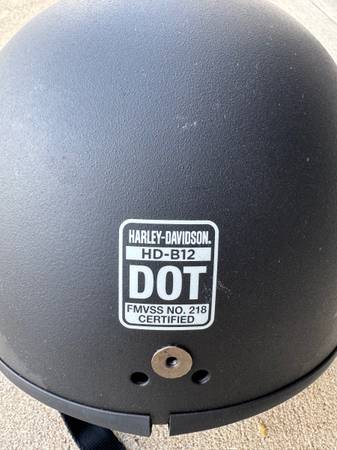 HARLEY-DAVIDSON.
HD-B12
DOT
FMVSS NO. 218
CERTIFIED